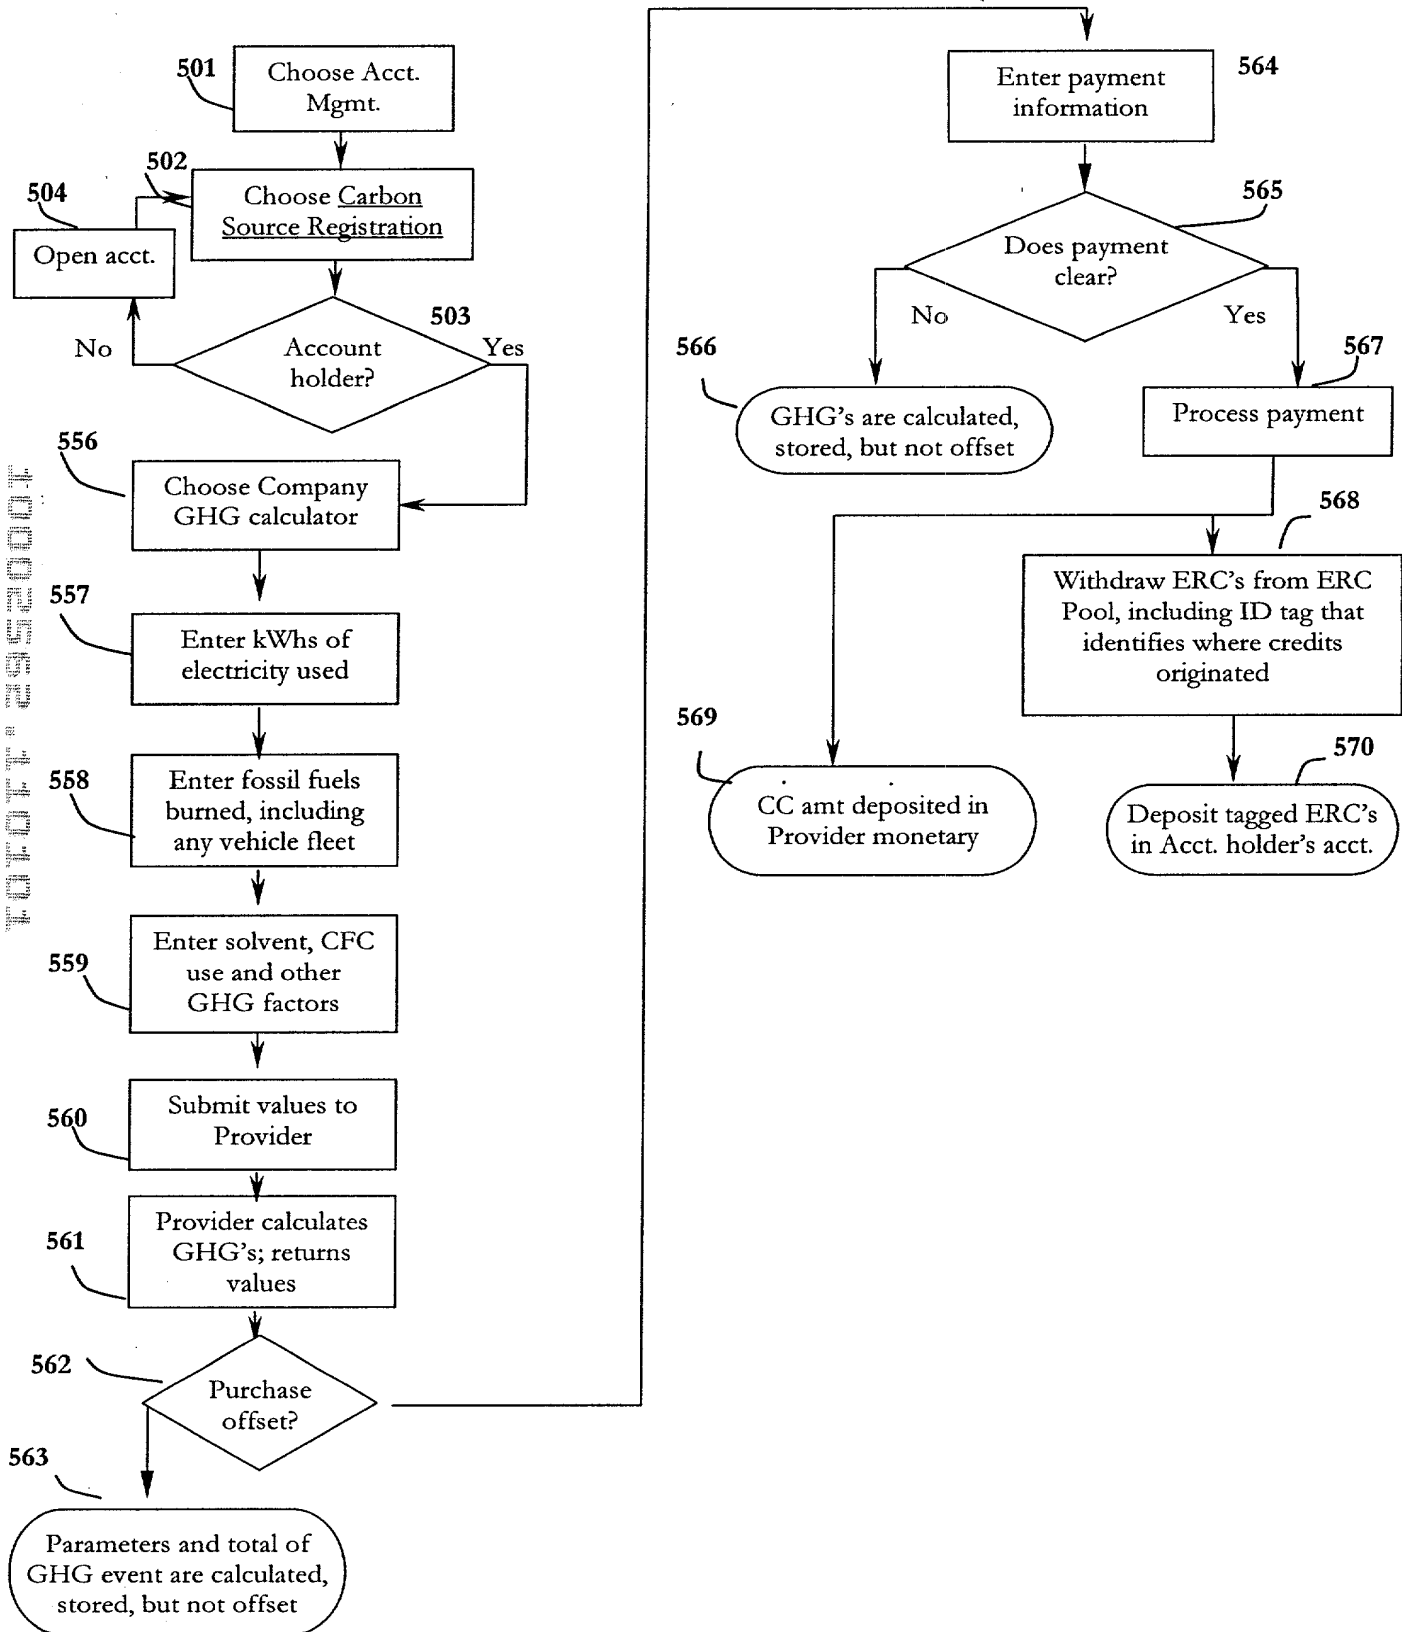 501
Choose Acct.
Mgmt.
502
Choose Carbon
Source Registration
504
Open acct.
503
Account
holder?
No
Yes
556
Choose Company
GHG calculator
557
Enter kWhs of
electricity used
558
Enter fossil fuels
burned, including
any vehicle fleet
559
Enter solvent, CFC
use and other
GHG factors
560
Submit values to
Provider
561
Provider calculates
GHG's; returns
values
562
Purchase
offset?
563
Parameters and total of
GHG event are calculated,
stored, but not offset
564
Enter payment
information
565
Does payment
clear?
No
Yes
566
GHG's are calculated,
stored, but not offset
567
Process payment
568
Withdraw ERC's from ERC
Pool, including ID tag that
identifies where credits
originated
569
CC amt deposited in
Provider monetary
570
Deposit tagged ERC's
in Acct. holder's acct.